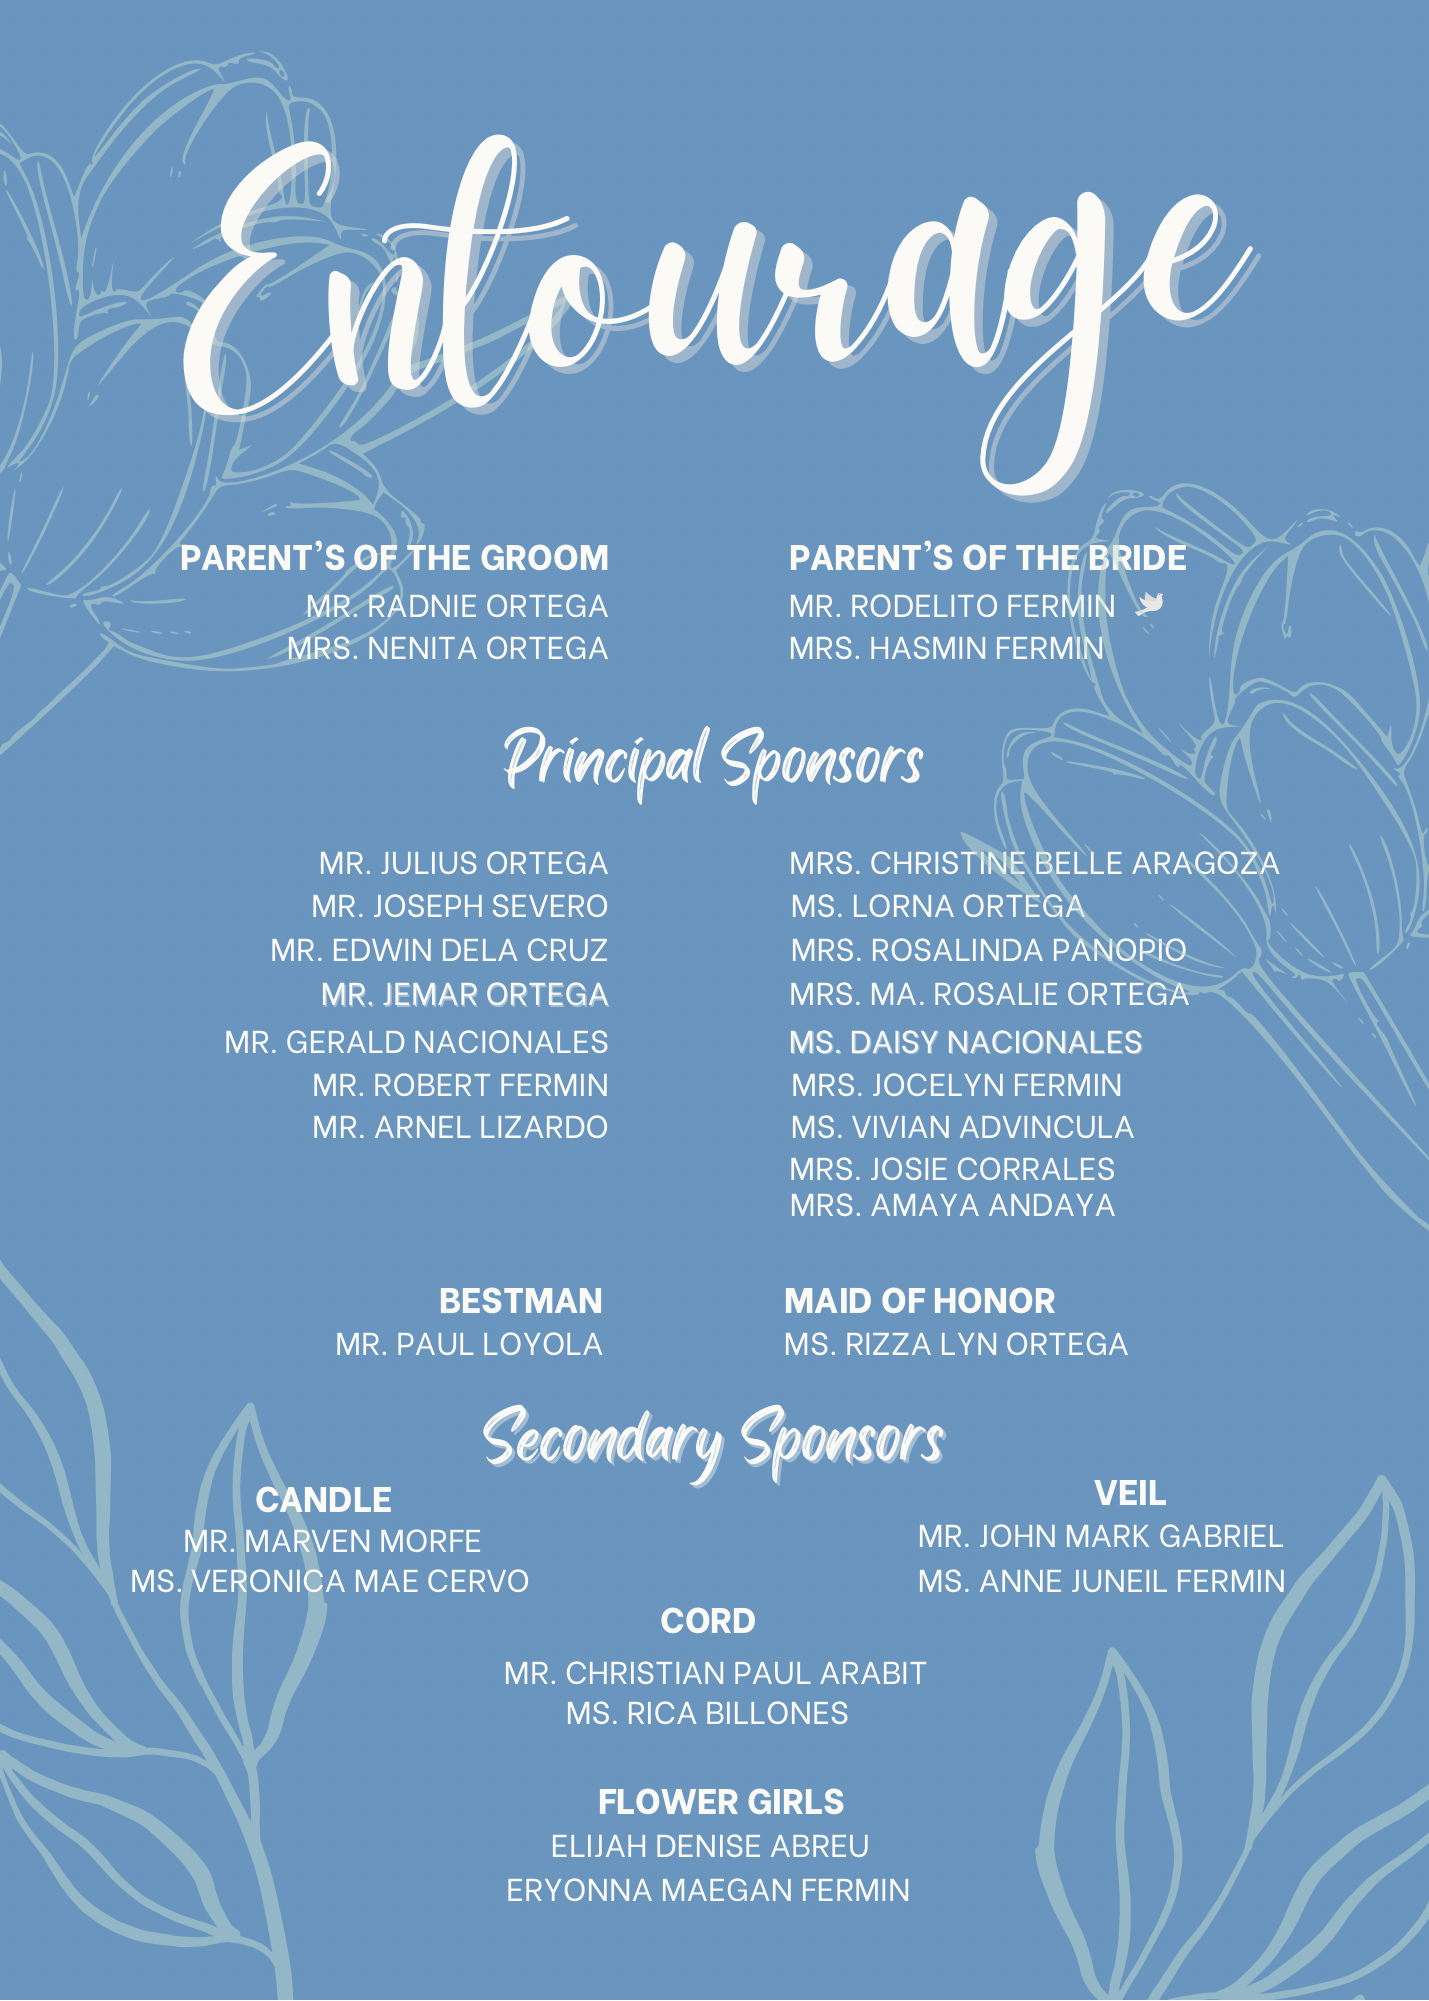 Entourage
PARENT'S OF THE GROOM
MR. RADNIE ORTEGA
MRS. NENITA ORTEGA
PARENT'S OF THE BRIDE
MR. RODELITO FERMIN
MRS. HASMIN FERMIN
Principal Sponsors
MR. JULIUS ORTEGA
MR. JOSEPH SEVERO
MR. EDWIN DELA CRUZ
MR. JEMAR ORTEGA
MR. GERALD NACIONALES
MR. ROBERT FERMIN
MR. ARNEL LIZARDO
MRS. CHRISTINE BELLE ARAGOZA
MS. LORNA ORTEGA
MRS. ROSALINDA PANOPIO
MRS. MA. ROSALIE ORTEGA
MS. DAISY NACIONALES
MRS. JOCELYN FERMIN
MS. VIVIAN ADVINCULA
MRS. JOSIE CORRALES
MRS. AMAYA ANDAYA
BESTMAN
MR. PAUL LOYOLA
MAID OF HONOR
MS. RIZZA LYN ORTEGA
Secondary Sponsors
CANDLE
MR. MARVEN MORFE
MS. VERONICA MAE CERVO
VEIL
MR. JOHN MARK GABRIEL
MS. ANNE JUNEIL FERMIN
CORD
MR. CHRISTIAN PAUL ARABIT
MS. RICA BILLONES
FLOWER GIRLS
ELIJAH DENISE ABREU
ERYONNA MAEGAN FERMIN